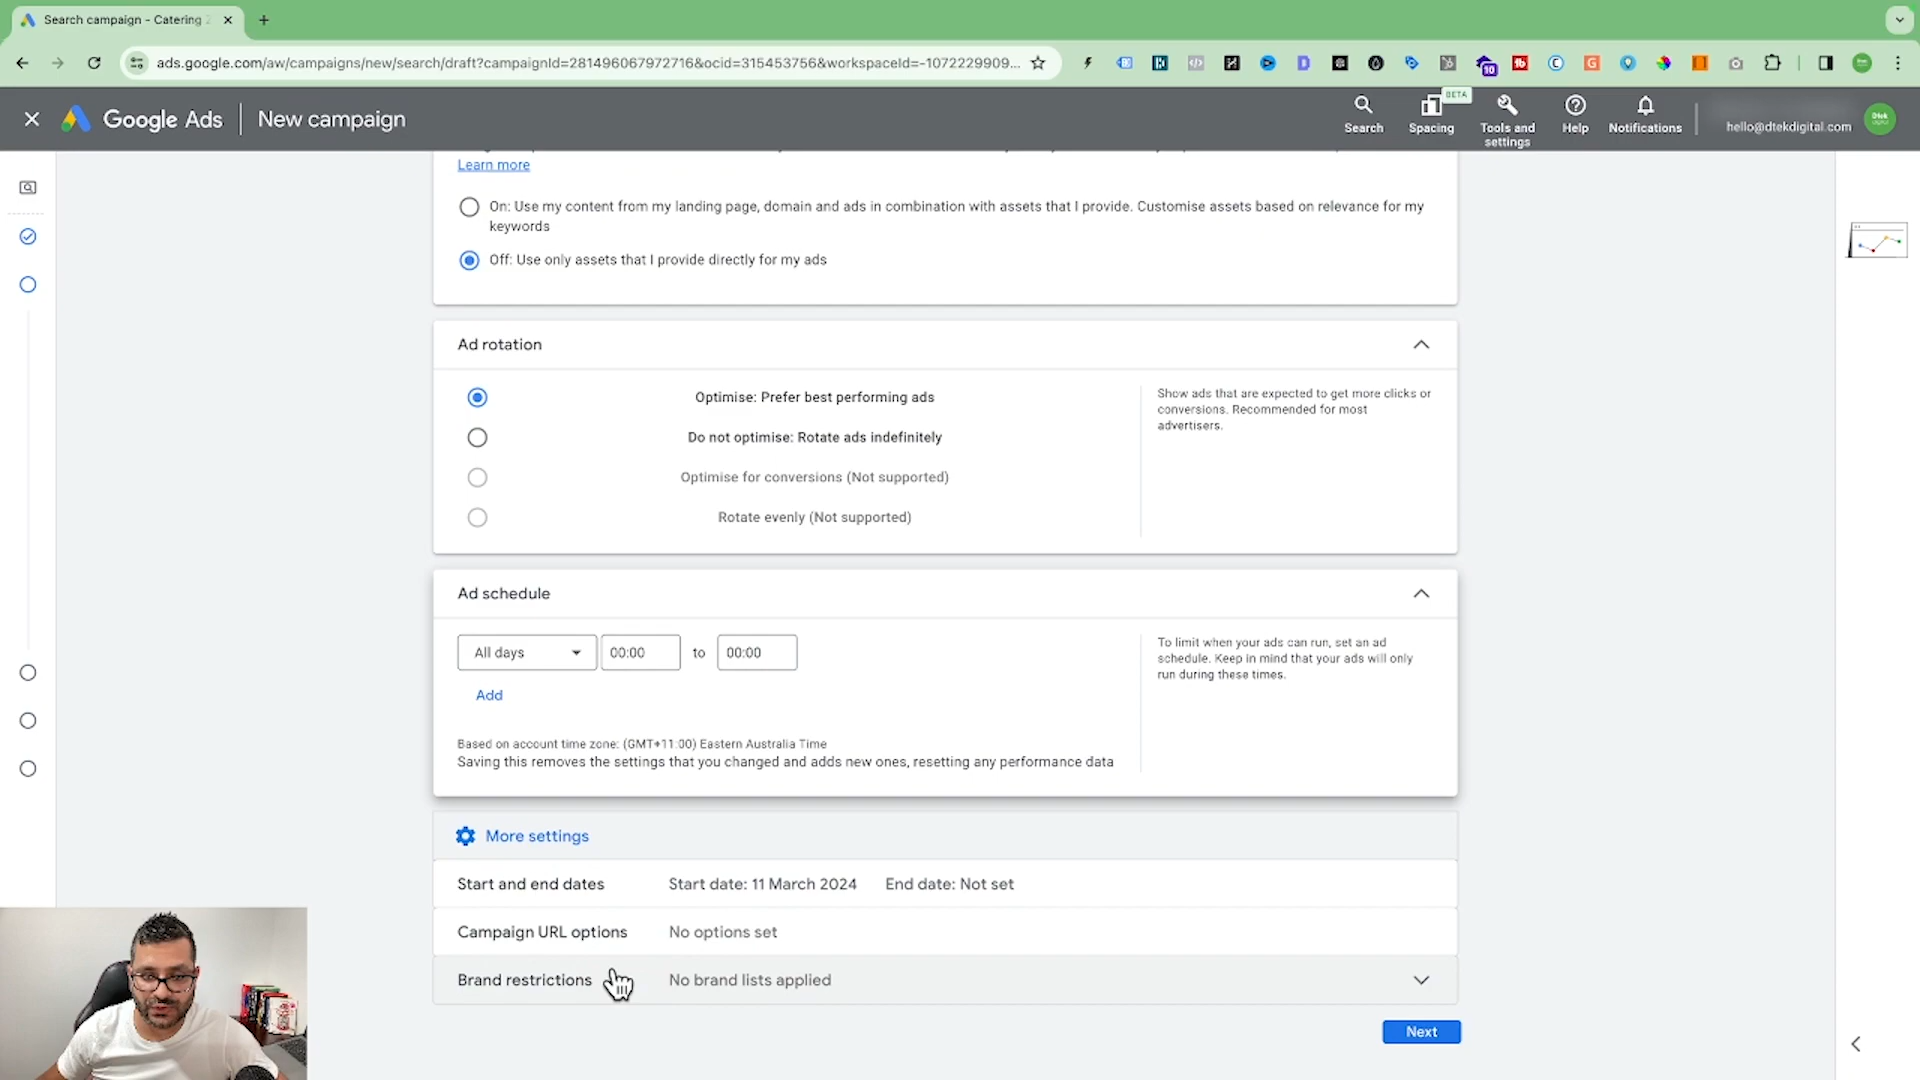 Search campaign - Catering 2
ads.google.com/aw/campaigns/new/search/draft?campaignId=281496067972716&ocid=315453756&workspaceId=-1072229909...
Google Ads
New campaign
BETA
Search
Spacing
Tools and settings
Help
Notifications
hello@dtekdigital.com
Dtek
10
Learn more
On: Use my content from my landing page, domain and ads in combination with assets that I provide. Customise assets based on relevance for my
keywords
Off: Use only assets that I provide directly for my ads
Ad rotation
Optimise: Prefer best performing ads
Do not optimise: Rotate ads indefinitely
Optimise for conversions (Not supported)
Rotate evenly (Not supported)
Show ads that are expected to get more clicks or
conversions. Recommended for most
advertisers.
Ad schedule
All days
00:00
to
00:00
Add
To limit when your ads can run, set an ad
schedule. Keep in mind that your ads will only
run during these times.
Based on account time zone: (GMT+11:00) Eastern Australia Time
Saving this removes the settings that you changed and adds new ones, resetting any performance data
More settings
Start and end dates
Start date: 11 March 2024
End date: Not set
Campaign URL options
No options set
Brand restrictions
No brand lists applied
Next